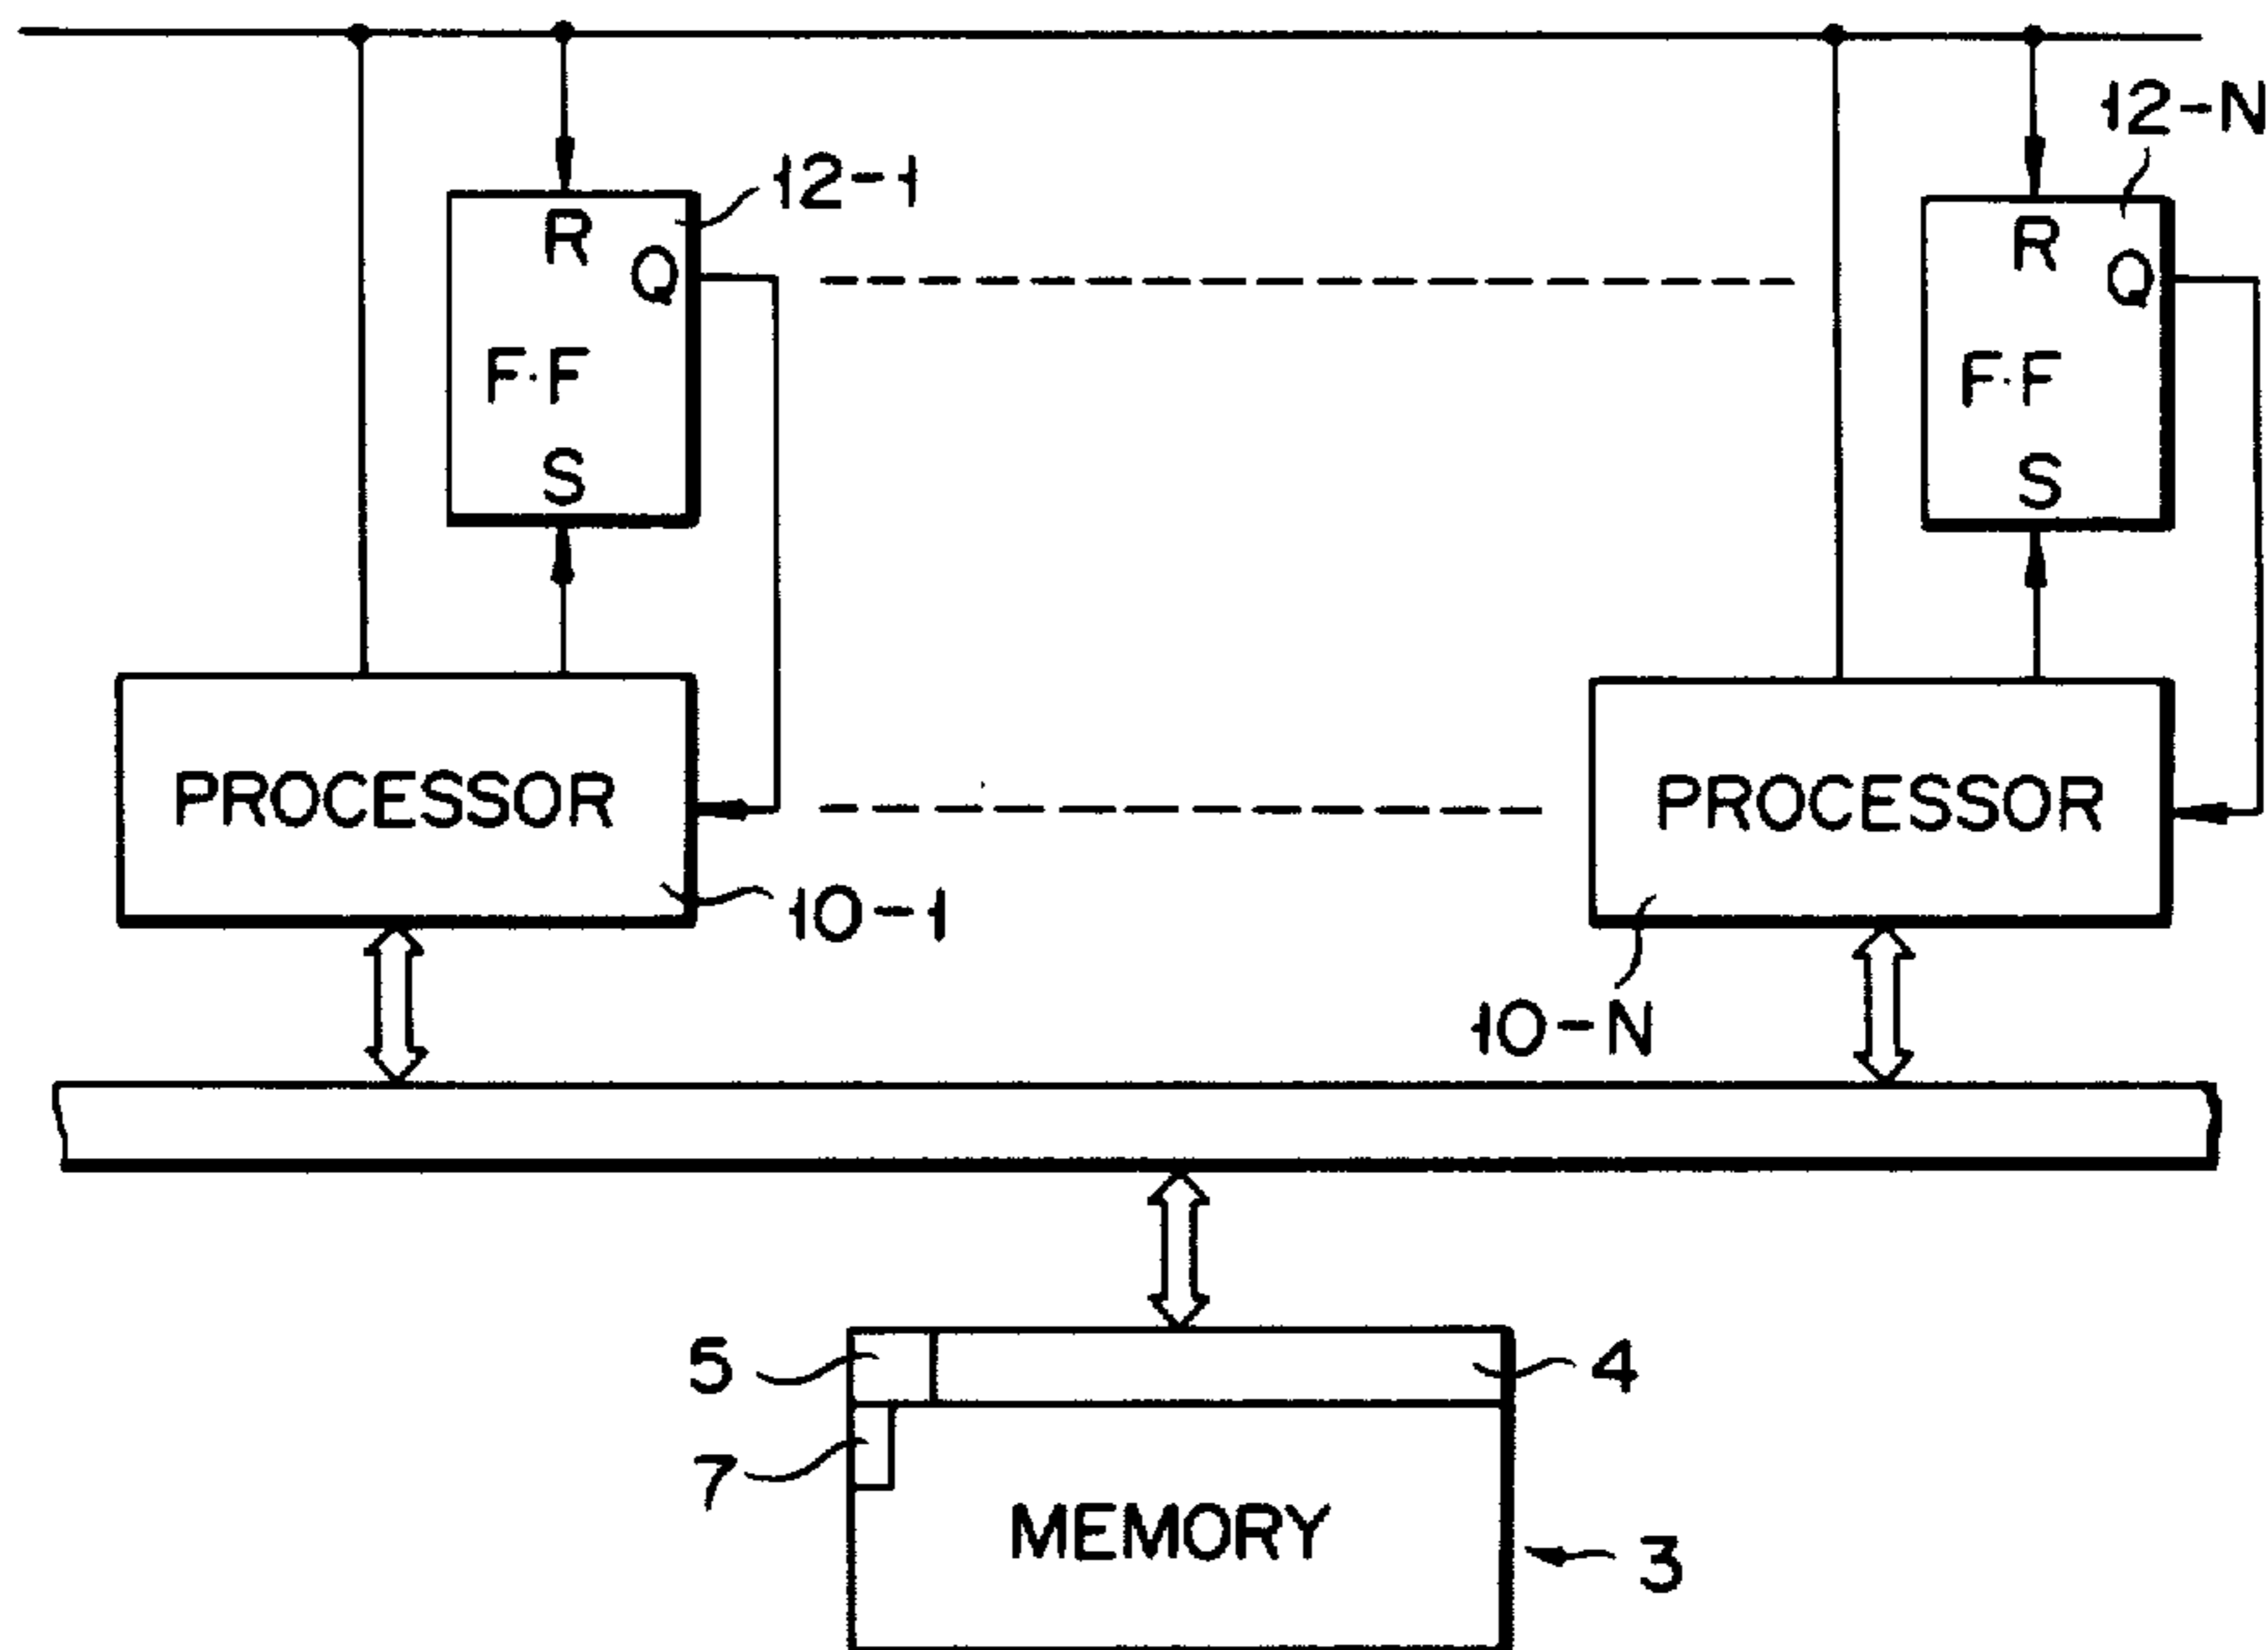 12-N
12-1
R
Q
F·F
S
R
Q
F·F
S
PROCESSOR
PROCESSOR
10-1
10-N
5
4
7
MEMORY
3